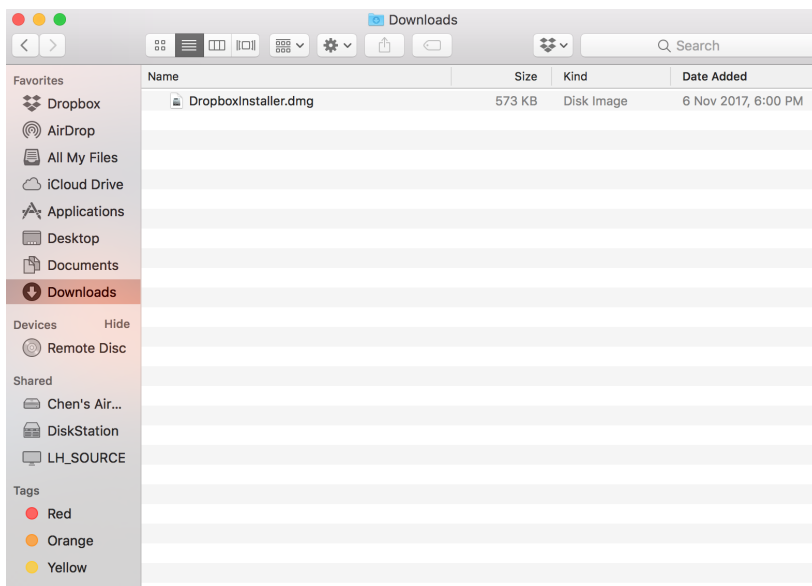 Downloads
Search
Favorites
Dropbox
AirDrop
All My Files
iCloud Drive
Applications
Desktop
Documents
Downloads
Devices Hide
Remote Disc
Shared
Chen's Air...
DiskStation
LH_SOURCE
Tags
Red
Orange
Yellow
Name Size Kind Date Added
DropboxInstaller.dmg 573 KB Disk Image 6 Nov 2017, 6:00 PM